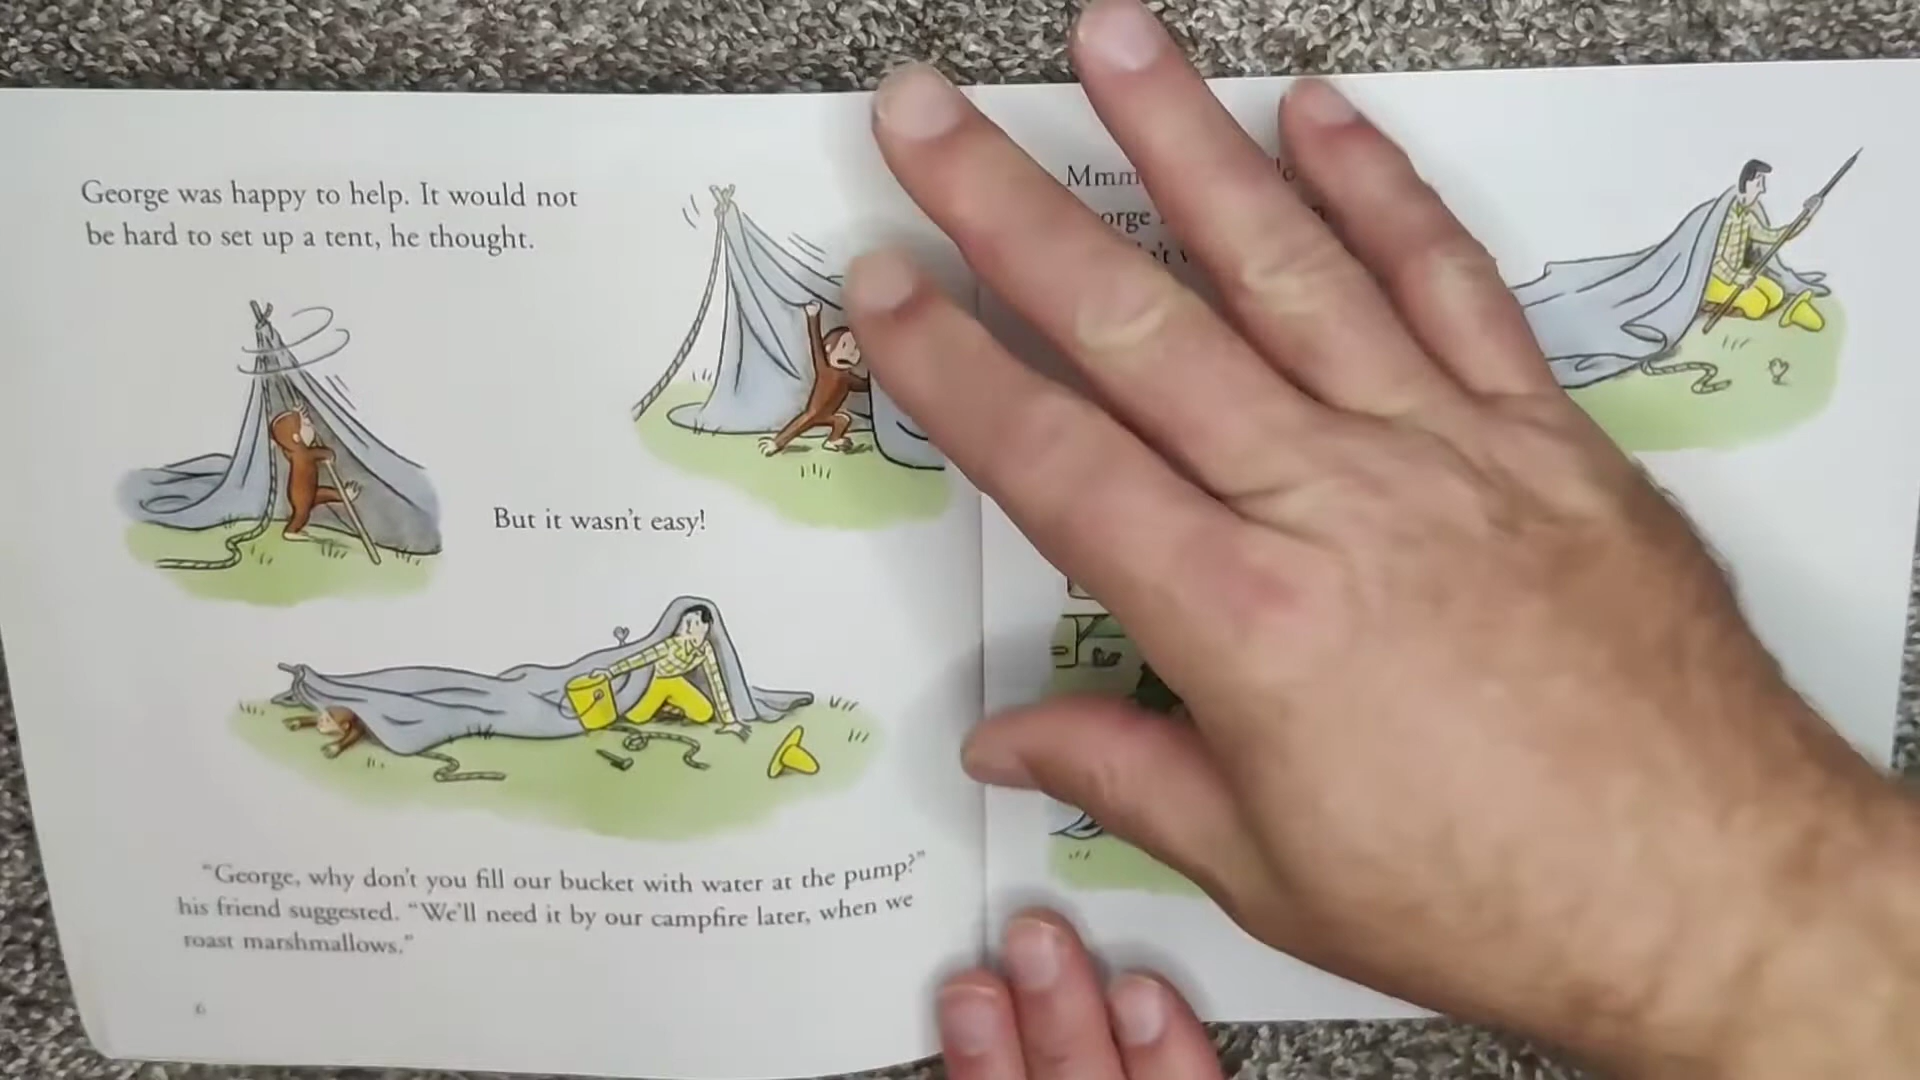 George was happy to help. It would not
be hard to set up a tent, he thought.
But it wasn't easy!
"George, why don't you fill our bucket with water at the pump?"
his friend suggested. "We'll need it by our campfire later, when we
roast marshmallows."
6